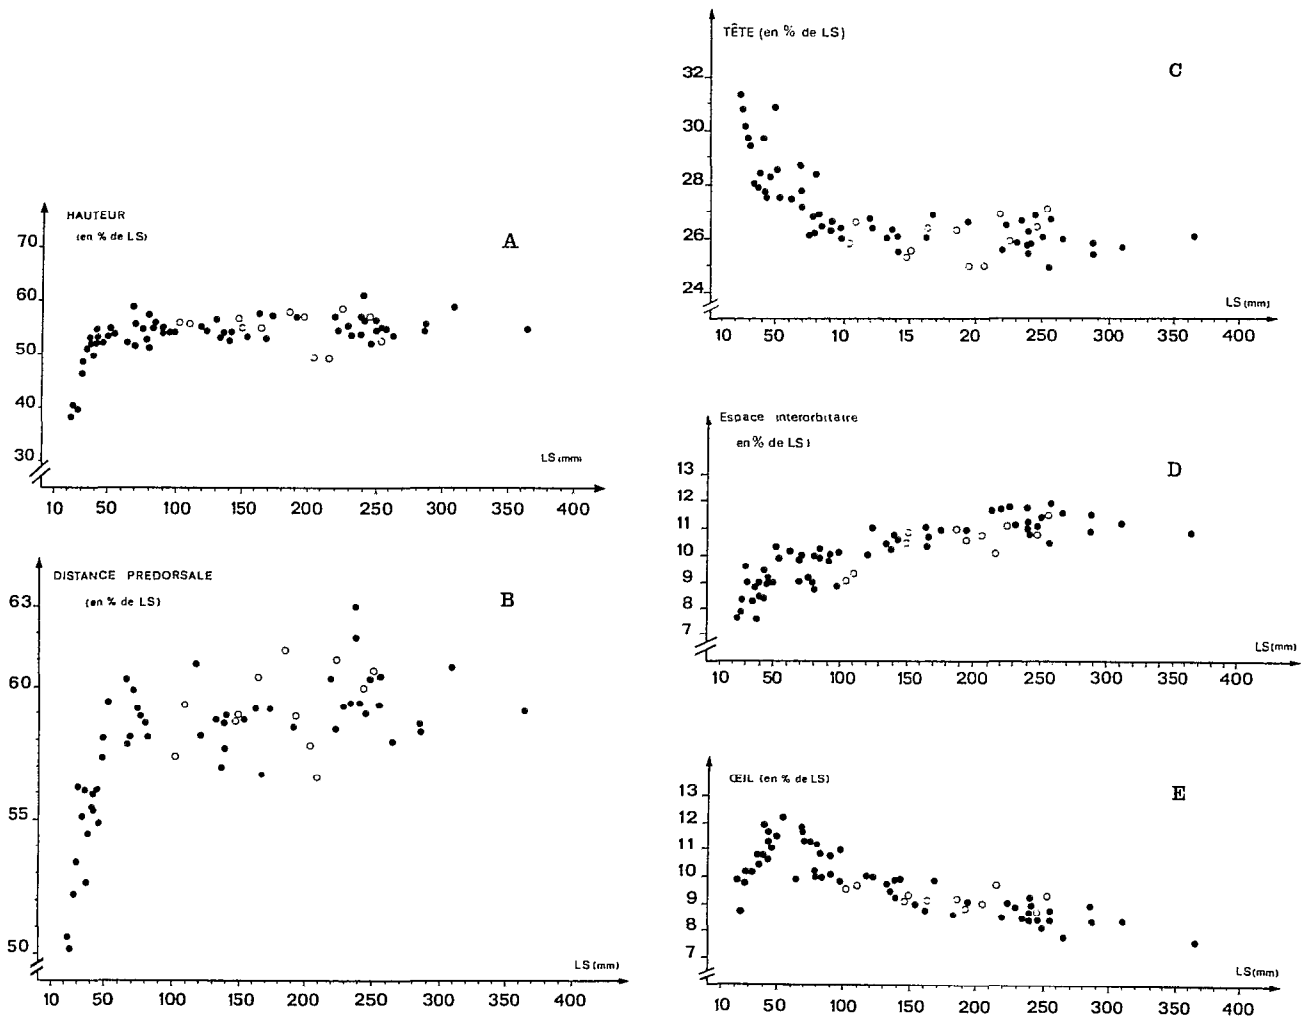 HAUTEUR
(en % de LS)
A
70
60
50
40
30
LS (mm)
10 50 100 150 200 250 300 350 400
DISTANCE PREDORSALE
(en % de LS)
B
63
60
55
50
LS (mm)
10 50 100 150 200 250 300 350 400
TÊTE (en % de LS)
C
32
30
28
26
24
LS (mm)
10 50 100 15 200 250 300 350 400
Espace interorbitaire
en % de LS)
D
13
12
11
10
9
8
7
LS (mm)
10 50 100 150 200 250 300 350 400
ŒIL (en % de LS)
E
13
12
11
10
9
8
7
LS (mm)
10 50 100 150 200 250 300 350 400